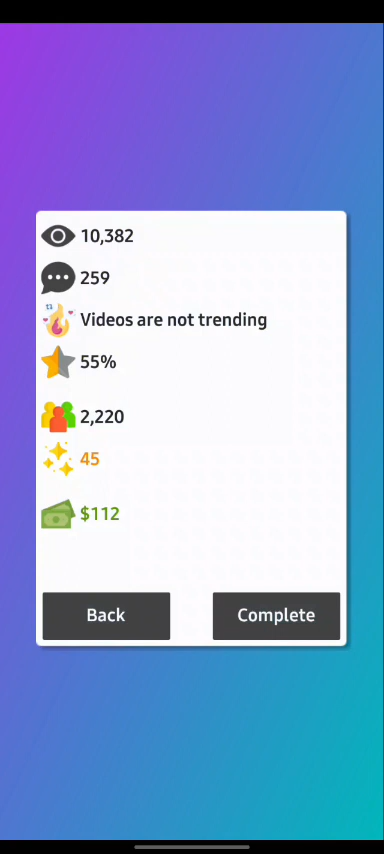 10,382
259
Videos are not trending
55%
2,220
45
$112
Back
Complete